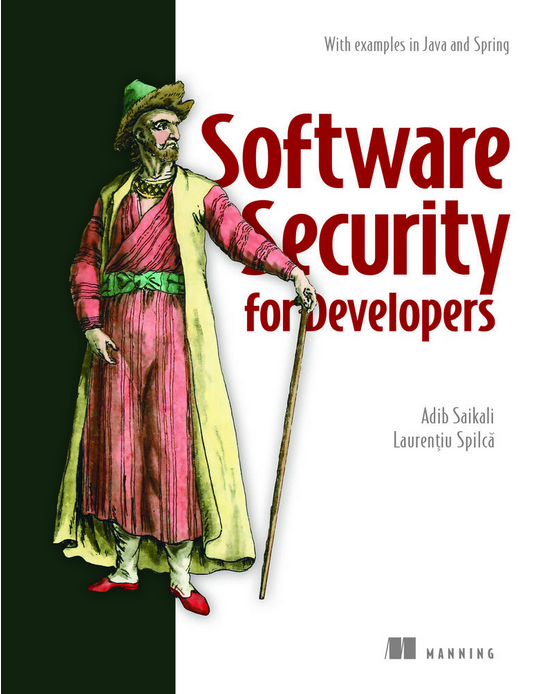 With examples in Java and Spring
Software
Security
for Developers
Adib Saikali
Laurenţiu Spilcă
MANNING